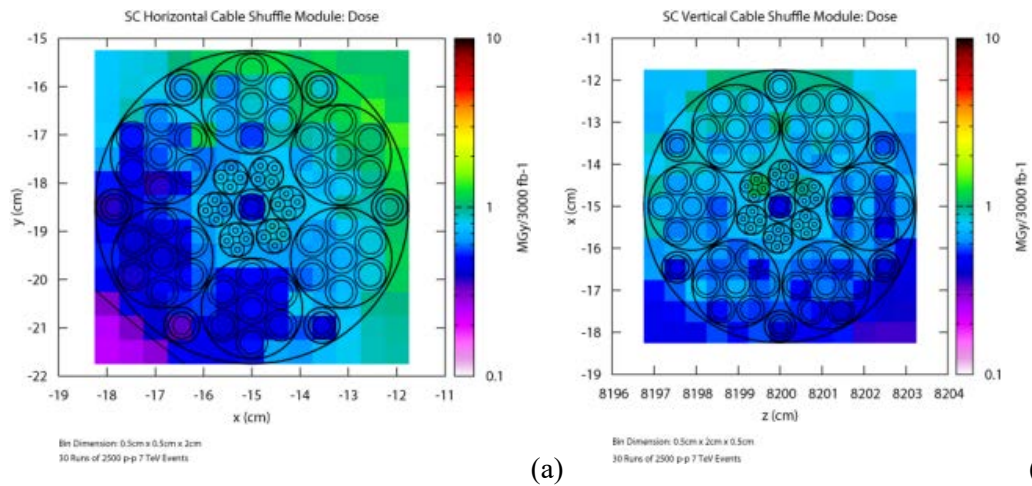 SC Horizontal Cable Shuffle Module: Dose
-15
-16
-17
-18
-19
-20
-21
-22
y (cm)
-19 -18 -17 -16 -15 -14 -13 -12 -11
x (cm)
10
1
0.1
MGy/3000 fb-1
Bin Dimension: 0.5cm x 0.5cm x 2cm
30 Runs of 2500 p-p 7 TeV Events
(a)
SC Vertical Cable Shuffle Module: Dose
-11
-12
-13
-14
-15
-16
-17
-18
-19
x (cm)
8196 8197 8198 8199 8200 8201 8202 8203 8204
z (cm)
10
1
0.1
MGy/3000 fb-1
Bin Dimension: 0.5cm x 2cm x 0.5cm
30 Runs of 2500 p-p 7 TeV Events
(